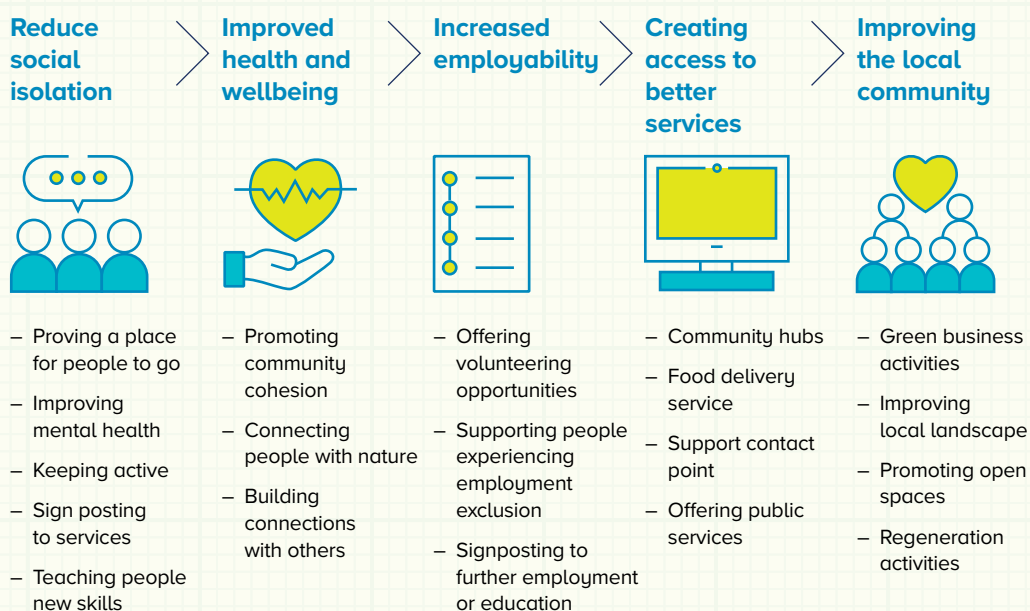 Reduce
social
isolation
Improved
health and
wellbeing
Increased
employability
Creating
access to
better
services
Improving
the local
community
– Proving a place
for people to go
– Improving
mental health
– Keeping active
– Sign posting
to services
– Teaching people
new skills
– Promoting
community
cohesion
– Connecting
people with nature
– Building
connections
with others
– Offering
volunteering
opportunities
– Supporting people
experiencing
employment
exclusion
– Signposting to
further employment
or education
– Community hubs
– Food delivery
service
– Support contact
point
– Offering public
services
– Green business
activities
– Improving
local landscape
– Promoting open
spaces
– Regeneration
activities